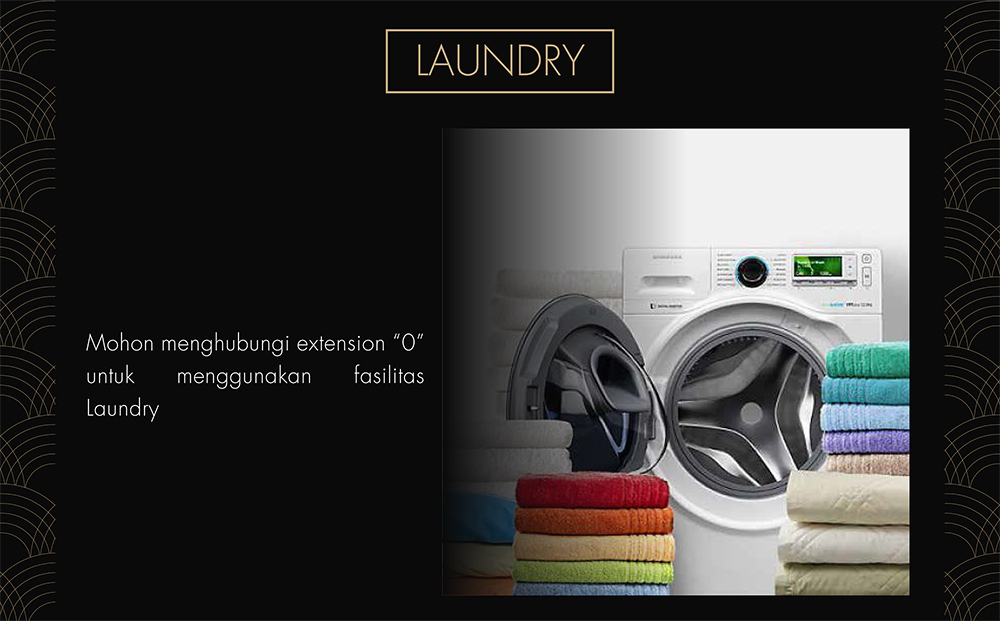 LAUNDRY
Mohon menghubungi extension “0”
untuk menggunakan fasilitas
Laundry